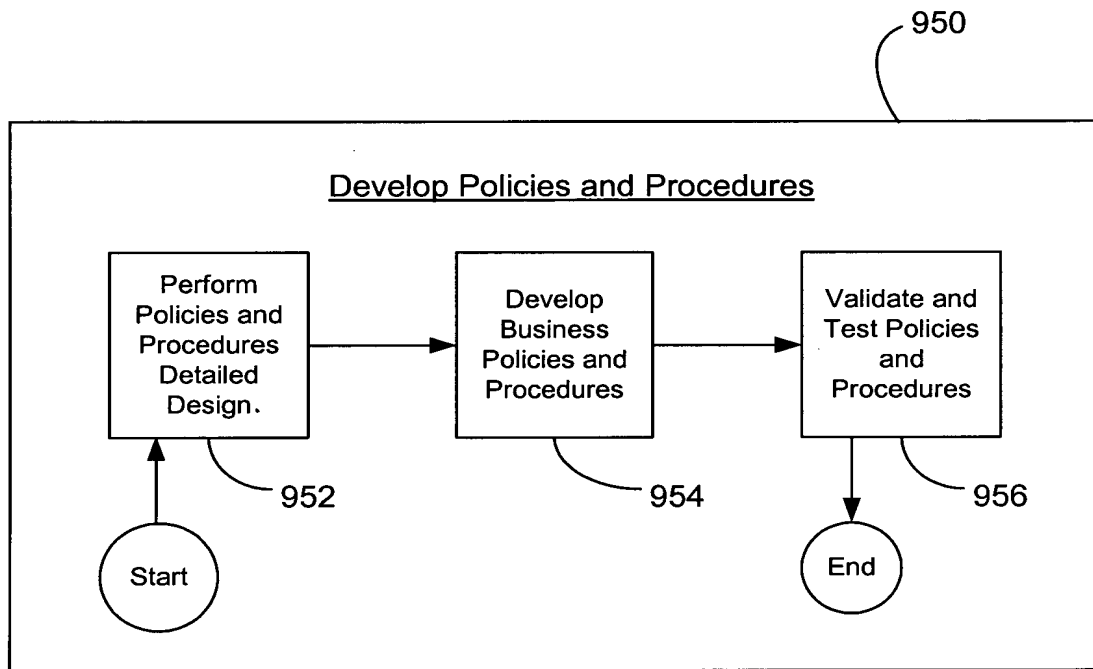 950
Develop Policies and Procedures
Perform
Policies and
Procedures
Detailed
Design.
Develop
Business
Policies and
Procedures
Validate and
Test Policies
and
Procedures
952
954
956
Start
End